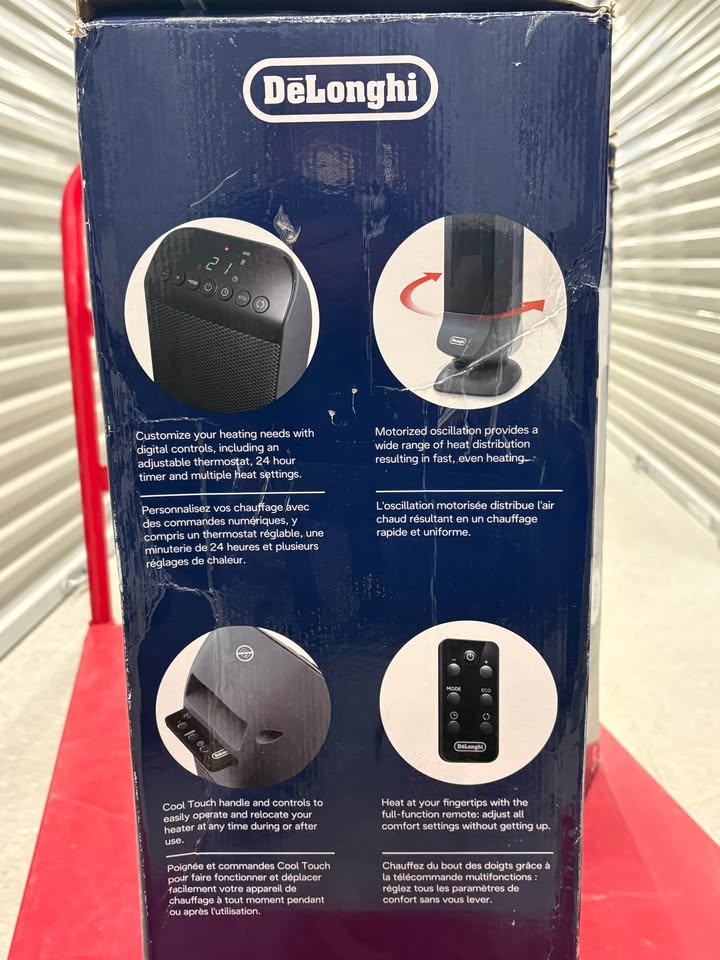 DeLonghi
21
MODE
ECO
DeLonghi
Customize your heating needs with
digital controls, including an
adjustable thermostat, 24 hour
timer and multiple heat settings.
Personnalisez vos chauffage avec
des commandes numériques, y
compris un thermostat réglable, une
minuterie de 24 heures et plusieurs
réglages de chaleur.
Motorized oscillation provides a
wide range of heat distribution
resulting in fast, even heating.
L'oscillation motorisée distribue l'air
chaud résultant en un chauffage
rapide et uniforme.
MODE
ECO
DeLonghi
Cool Touch handle and controls to
easily operate and relocate your
heater at any time during or after
use.
Poignée et commandes Cool Touch
pour faire fonctionner et déplacer
facilement votre appareil de
chauffage à tout moment pendant
ou après l'utilisation.
Heat at your fingertips with the
full-function remote: adjust all
comfort settings without getting up.
Chauffez du bout des doigts grâce à
la télécommande multifonctions :
réglez tous les paramètres de
confort sans vous lever.